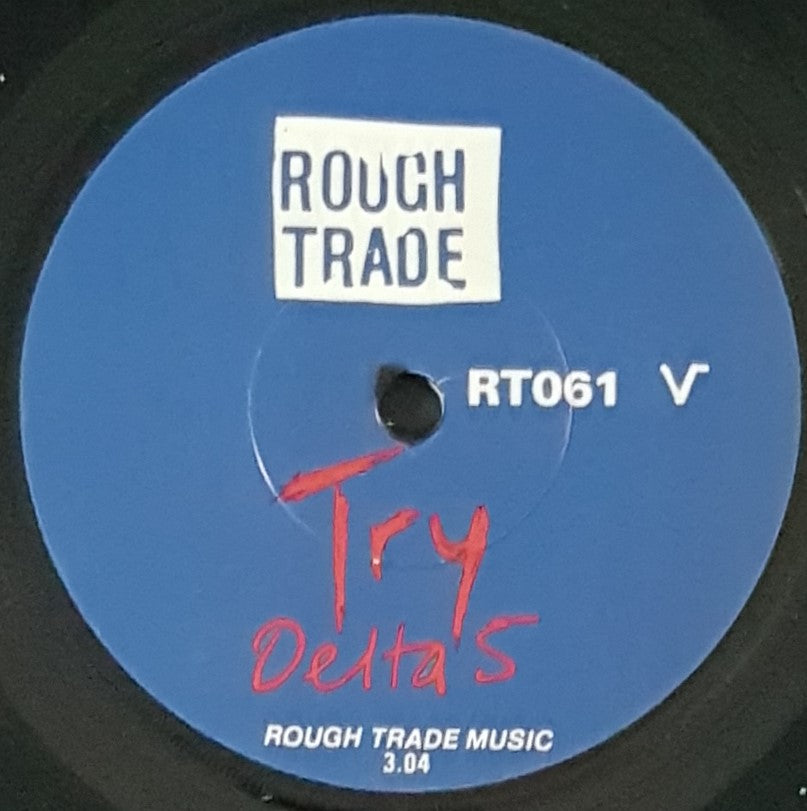 ROUGH
TRADE
RT061 √
Try
Delta 5
ROUGH TRADE MUSIC
3.04